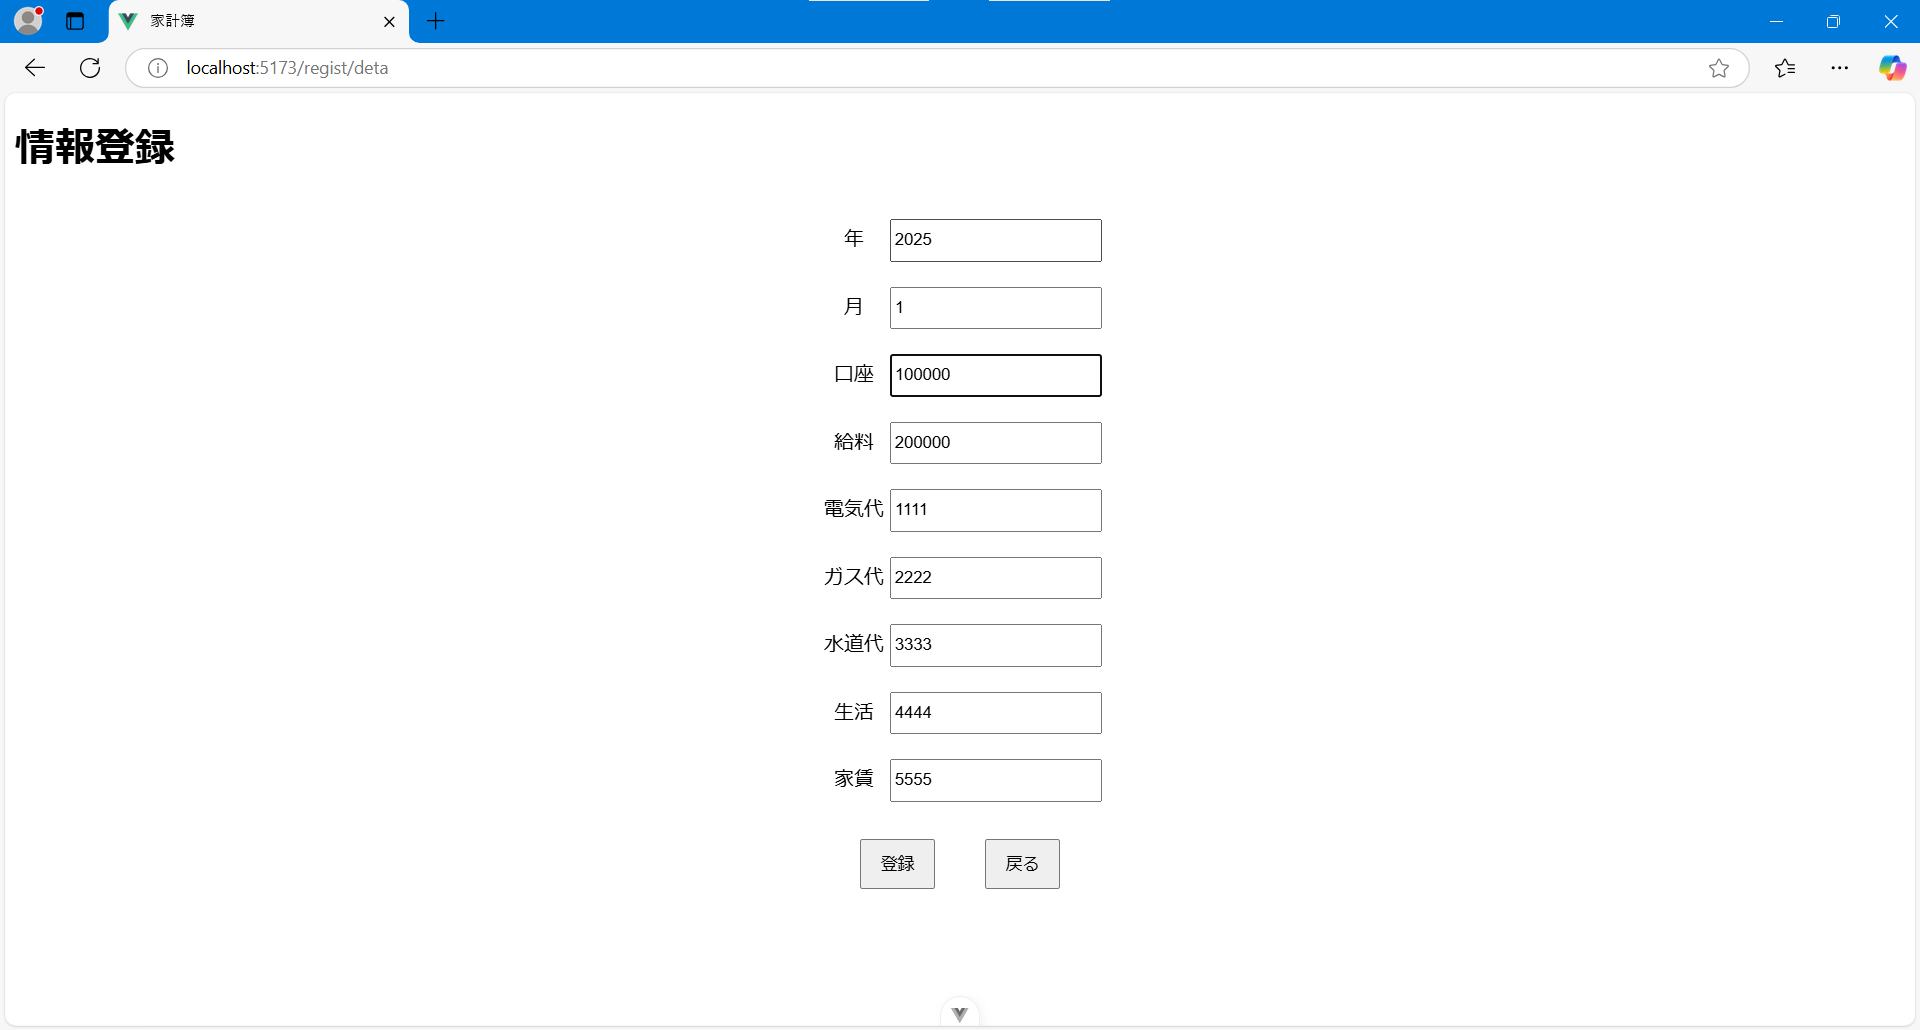 家計簿
localhost:5173/regist/deta
情報登録
年 2025
月 1
口座 100000
給料 200000
電気代 1111
ガス代 2222
水道代 3333
生活 4444
家賃 5555
登録 戻る